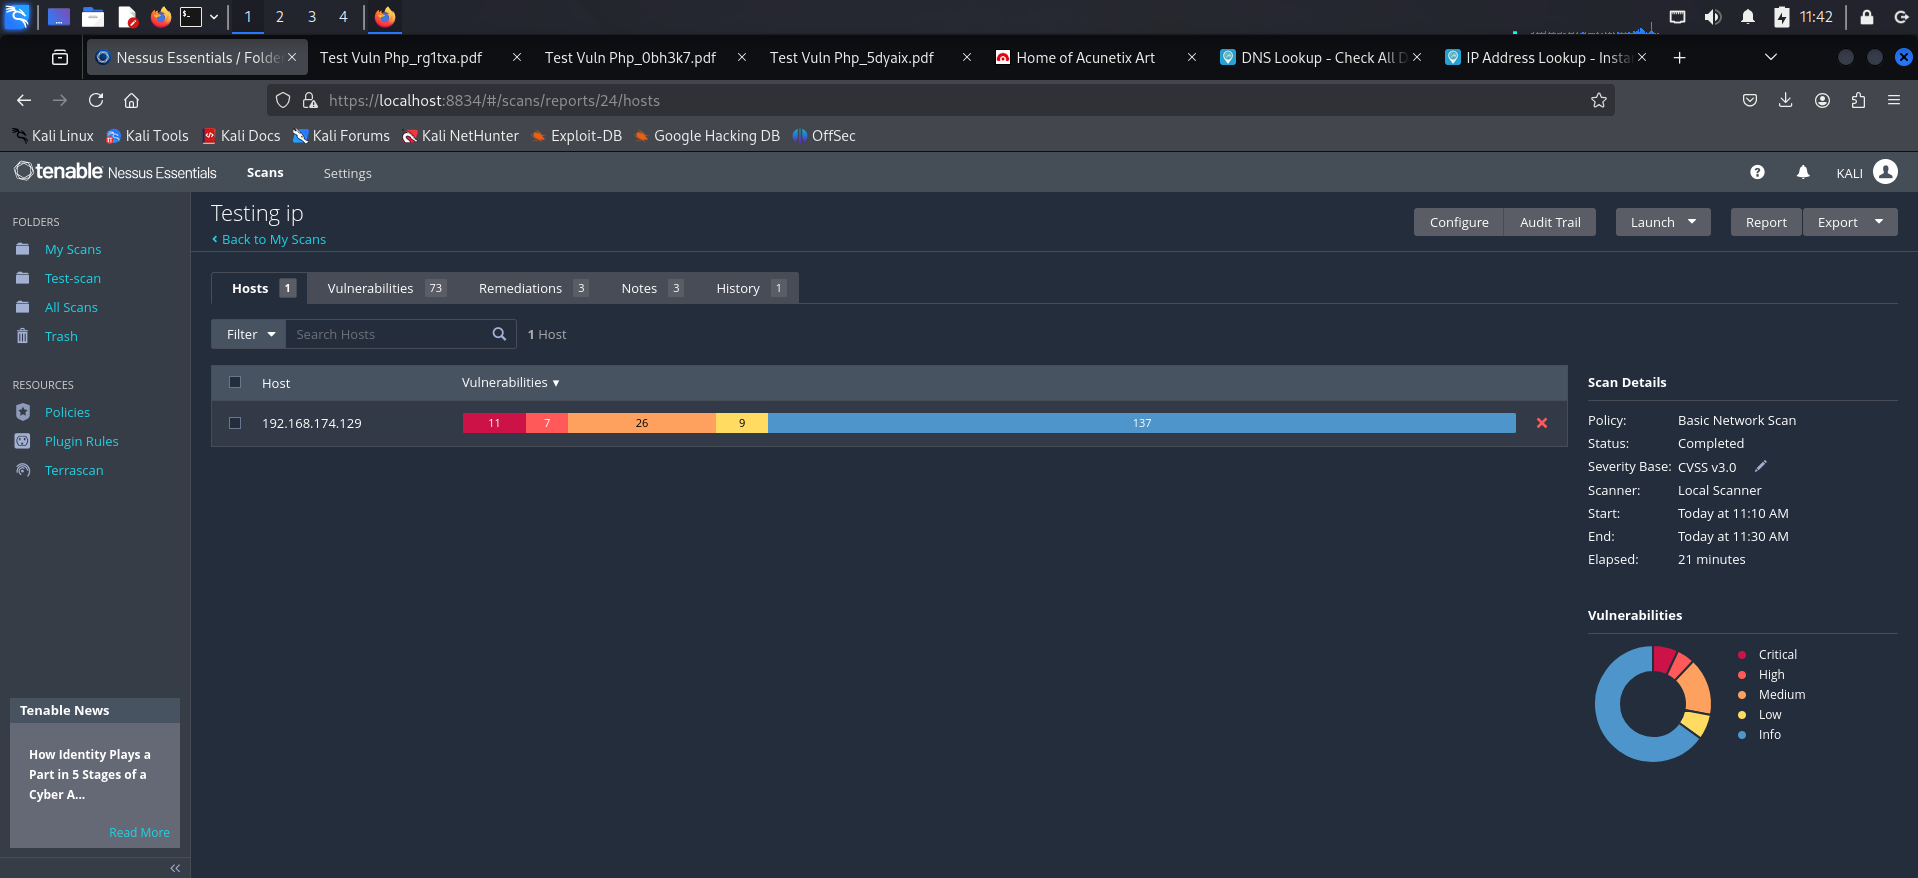 1 2 3 4 11:42
Nessus Essentials / Folde Test Vuln Php_rg1txa.pdf Test Vuln Php_0bh3k7.pdf Test Vuln Php_5dyaix.pdf Home of Acunetix Art DNS Lookup - Check All D IP Address Lookup - Insta
https://localhost:8834/#/scans/reports/24/hosts
Kali Linux Kali Tools Kali Docs Kali Forums Kali NetHunter Exploit-DB Google Hacking DB OffSec
tenable Nessus Essentials Scans Settings KALI
FOLDERS
My Scans
Test-scan
All Scans
Trash
RESOURCES
Policies
Plugin Rules
Terrascan
Tenable News
How Identity Plays a
Part in 5 Stages of a
Cyber A...
Read More
Testing ip
Back to My Scans
Configure Audit Trail Launch Report Export
Hosts 1 Vulnerabilities 73 Remediations 3 Notes 3 History 1
Filter Search Hosts 1 Host
Host Vulnerabilities
192.168.174.129 11 7 26 9 137
Scan Details
Policy: Basic Network Scan
Status: Completed
Severity Base: CVSS v3.0
Scanner: Local Scanner
Start: Today at 11:10 AM
End: Today at 11:30 AM
Elapsed: 21 minutes
Vulnerabilities
Critical
High
Medium
Low
Info